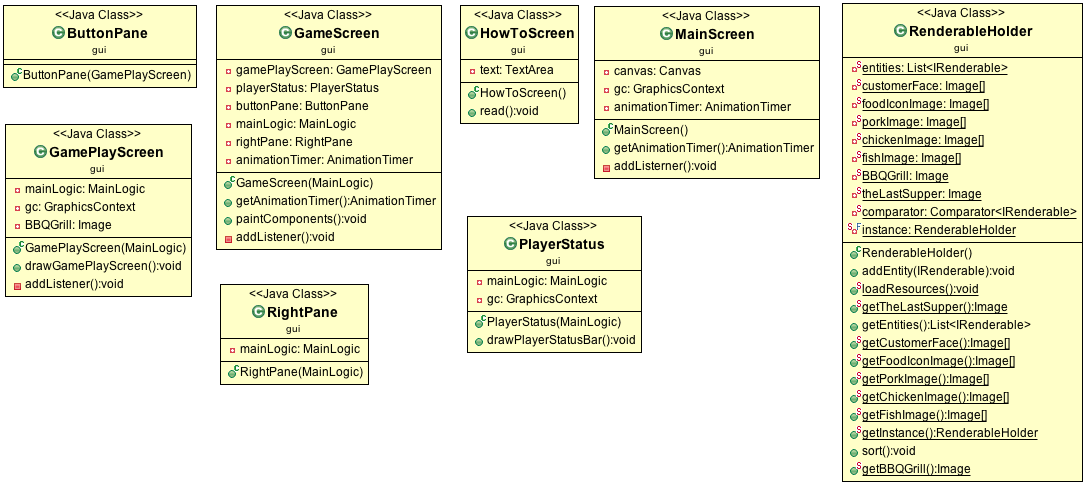 <<Java Class>>
ButtonPane
gui
ButtonPane(GamePlayScreen)
<<Java Class>>
GamePlayScreen
gui
mainLogic: MainLogic
gc: GraphicsContext
BBQGrill: Image
GamePlayScreen(MainLogic)
drawGamePlayScreen():void
addListener():void
<<Java Class>>
GameScreen
gui
gamePlayScreen: GamePlayScreen
playerStatus: PlayerStatus
buttonPane: ButtonPane
mainLogic: MainLogic
rightPane: RightPane
animationTimer: AnimationTimer
GameScreen(MainLogic)
getAnimationTimer():AnimationTimer
paintComponents():void
addListener():void
<<Java Class>>
RightPane
gui
mainLogic: MainLogic
RightPane(MainLogic)
<<Java Class>>
HowToScreen
gui
text: TextArea
HowToScreen()
read():void
<<Java Class>>
MainScreen
gui
canvas: Canvas
gc: GraphicsContext
animationTimer: AnimationTimer
MainScreen()
getAnimationTimer():AnimationTimer
addListerner():void
<<Java Class>>
PlayerStatus
gui
mainLogic: MainLogic
gc: GraphicsContext
PlayerStatus(MainLogic)
drawPlayerStatusBar():void
<<Java Class>>
RenderableHolder
gui
entities: List<IRenderable>
customerFace: Image[]
foodIconImage: Image[]
porkImage: Image[]
chickenImage: Image[]
fishImage: Image[]
BBQGrill: Image
theLastSupper: Image
comparator: Comparator<IRenderable>
instance: RenderableHolder
RenderableHolder()
addEntity(IRenderable):void
loadResources():void
getTheLastSupper():Image
getEntities():List<IRenderable>
getCustomerFace():Image[]
getFoodIconImage():Image[]
getPorkImage():Image[]
getChickenImage():Image[]
getFishImage():Image[]
getInstance():RenderableHolder
sort():void
getBBQGrill():Image